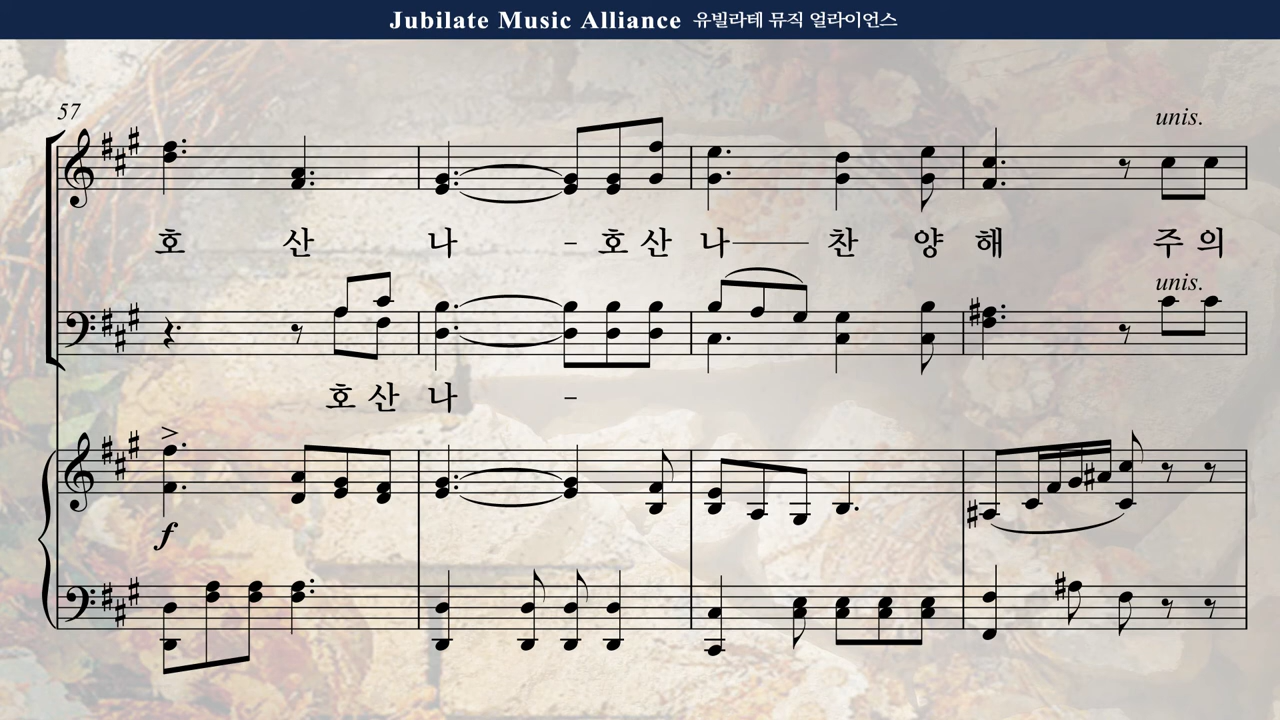 Jubilate Music Alliance 유빌라테 뮤직 얼라이언스
57
unis.
호 산 나 - 호 산 나 찬 양 해 주 의
unis.
호 산 나 -
f